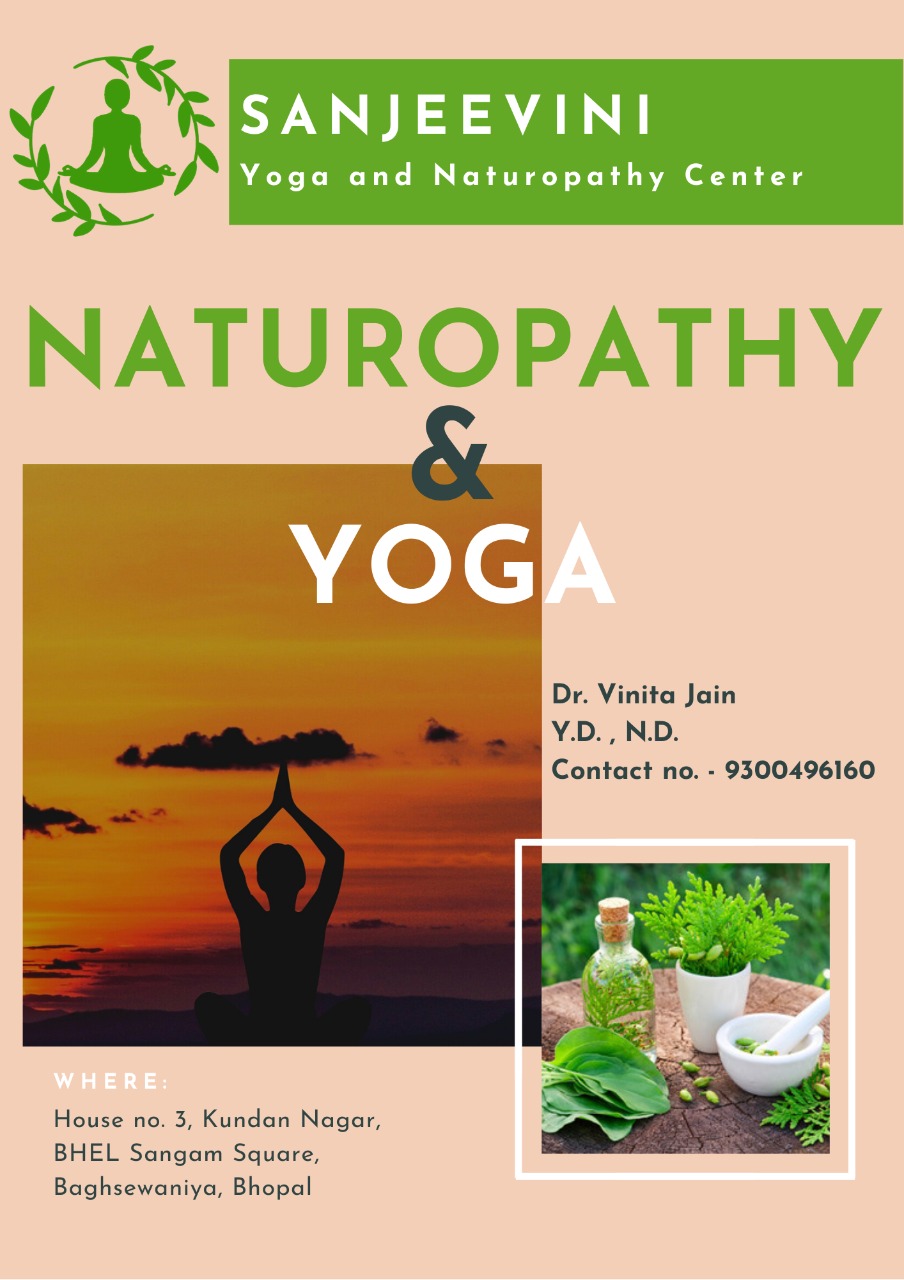 SANJEEVINI
Yoga and Naturopathy Center
NATUROPATHY
&
YOGA
Dr. Vinita Jain
Y.D. , N.D.
Contact no. - 9300496160
WHERE:
House no. 3, Kundan Nagar,
BHEL Sangam Square,
Baghsewaniya, Bhopal